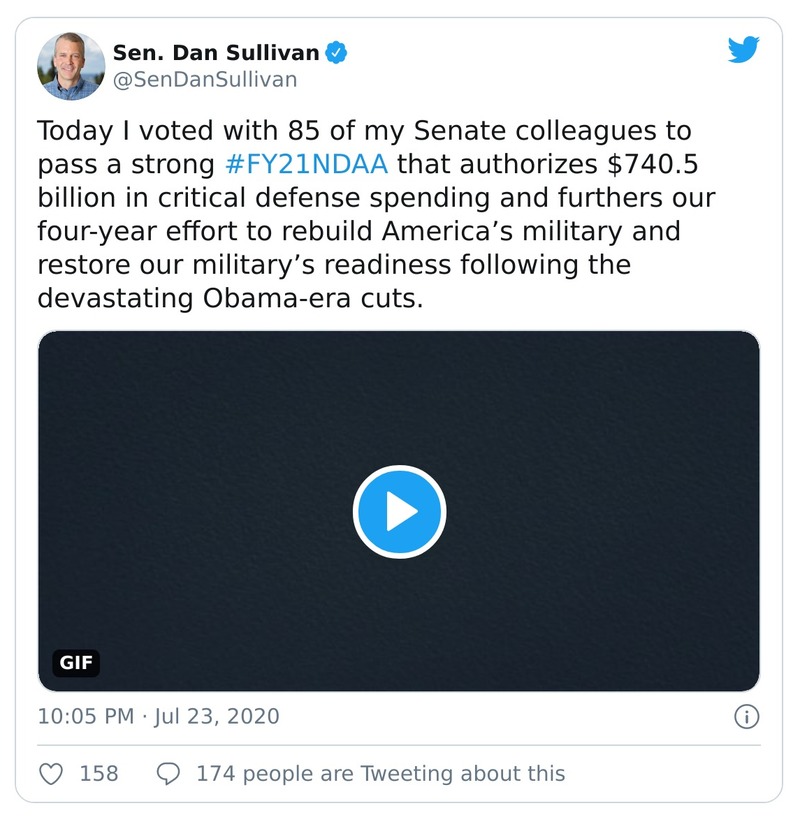 Sen. Dan Sullivan
@SenDanSullivan
Today I voted with 85 of my Senate colleagues to
pass a strong #FY21NDAA that authorizes $740.5
billion in critical defense spending and furthers our
four-year effort to rebuild America’s military and
restore our military’s readiness following the
devastating Obama-era cuts.
GIF
10:05 PM · Jul 23, 2020
158 174 people are Tweeting about this